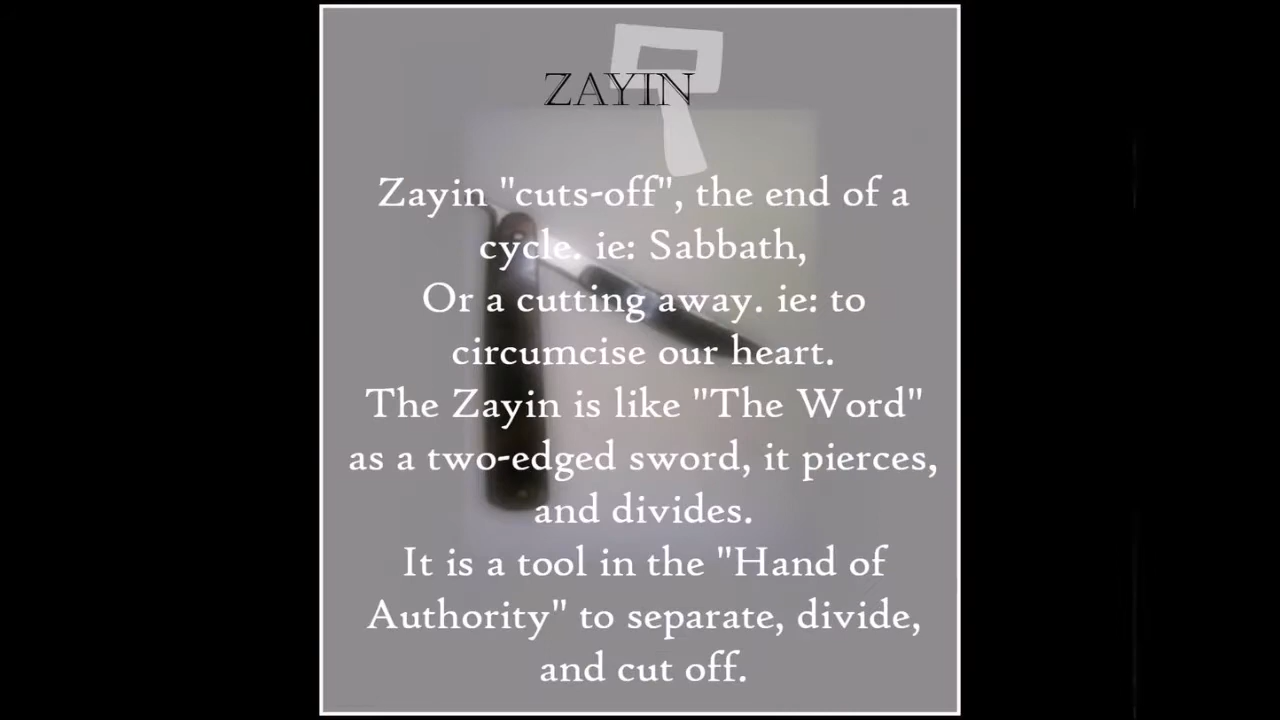 ZAYIN
Zayin "cuts-off", the end of a
cycle. ie: Sabbath,
Or a cutting away. ie: to
circumcise our heart.
The Zayin is like "The Word"
as a two-edged sword, it pierces,
and divides.
It is a tool in the "Hand of
Authority" to separate, divide,
and cut off.